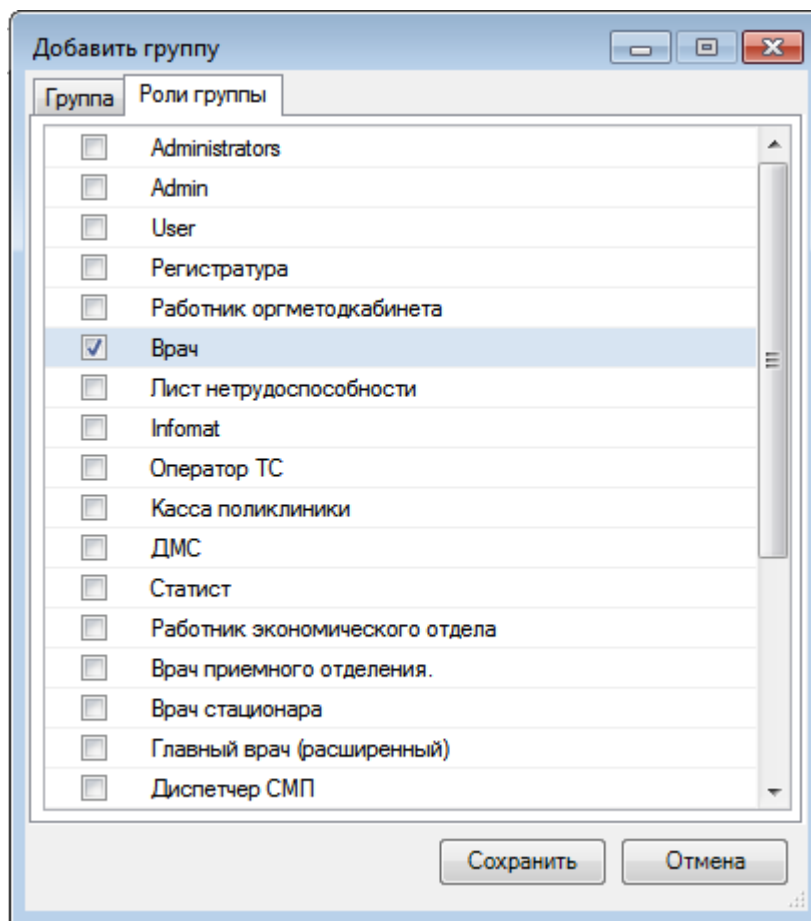 Добавить группу
Группа
Роли группы
Administrators
Admin
User
Регистратура
Работник оргметодкабинета
Врач
Лист нетрудоспособности
Infomat
Оператор ТС
Касса поликлиники
ДМС
Статист
Работник экономического отдела
Врач приемного отделения.
Врач стационара
Главный врач (расширенный)
Диспетчер СМП
Сохранить
Отмена